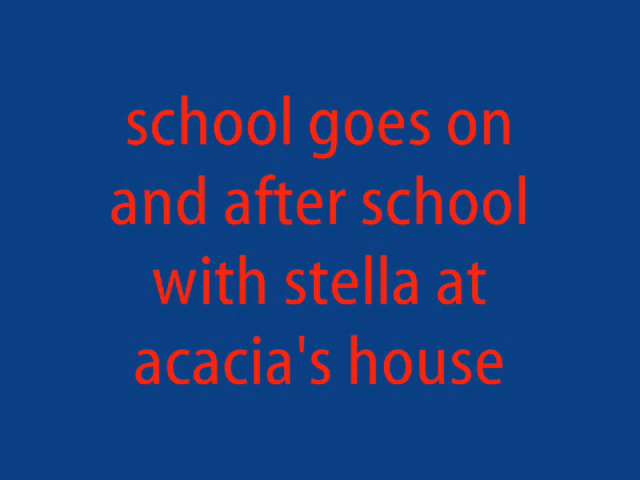 school goes on
and after school
with stella at
acacia's house